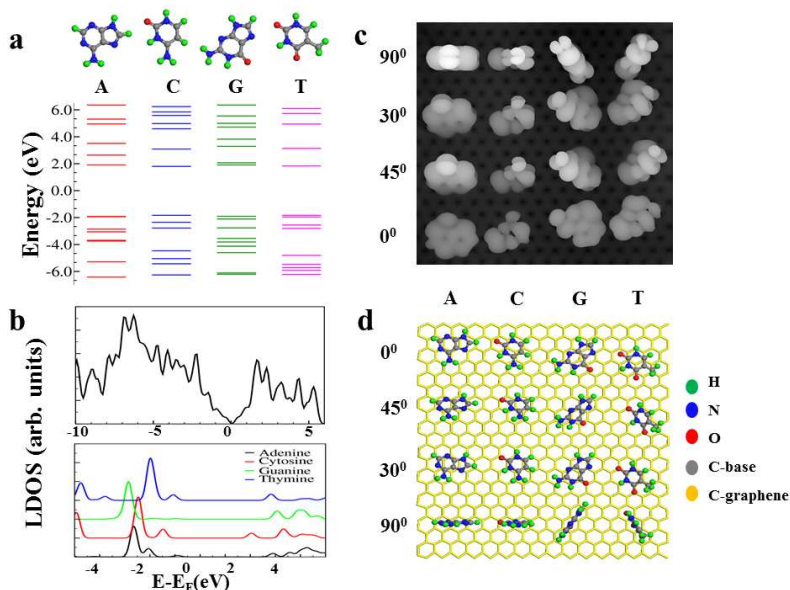 a
A C G T
Energy (eV)
6.0
4.0
2.0
0.0
-2.0
-4.0
-6.0
b
LDOS (arb. units)
-10 -5 0 5
Adenine
Cytosine
Guanine
Thymine
-4 -2 0 2 4
E-E_F(eV)
c
90⁰
30⁰
45⁰
0⁰
A C G T
d
0⁰
45⁰
30⁰
90⁰
H
N
O
C-base
C-graphene